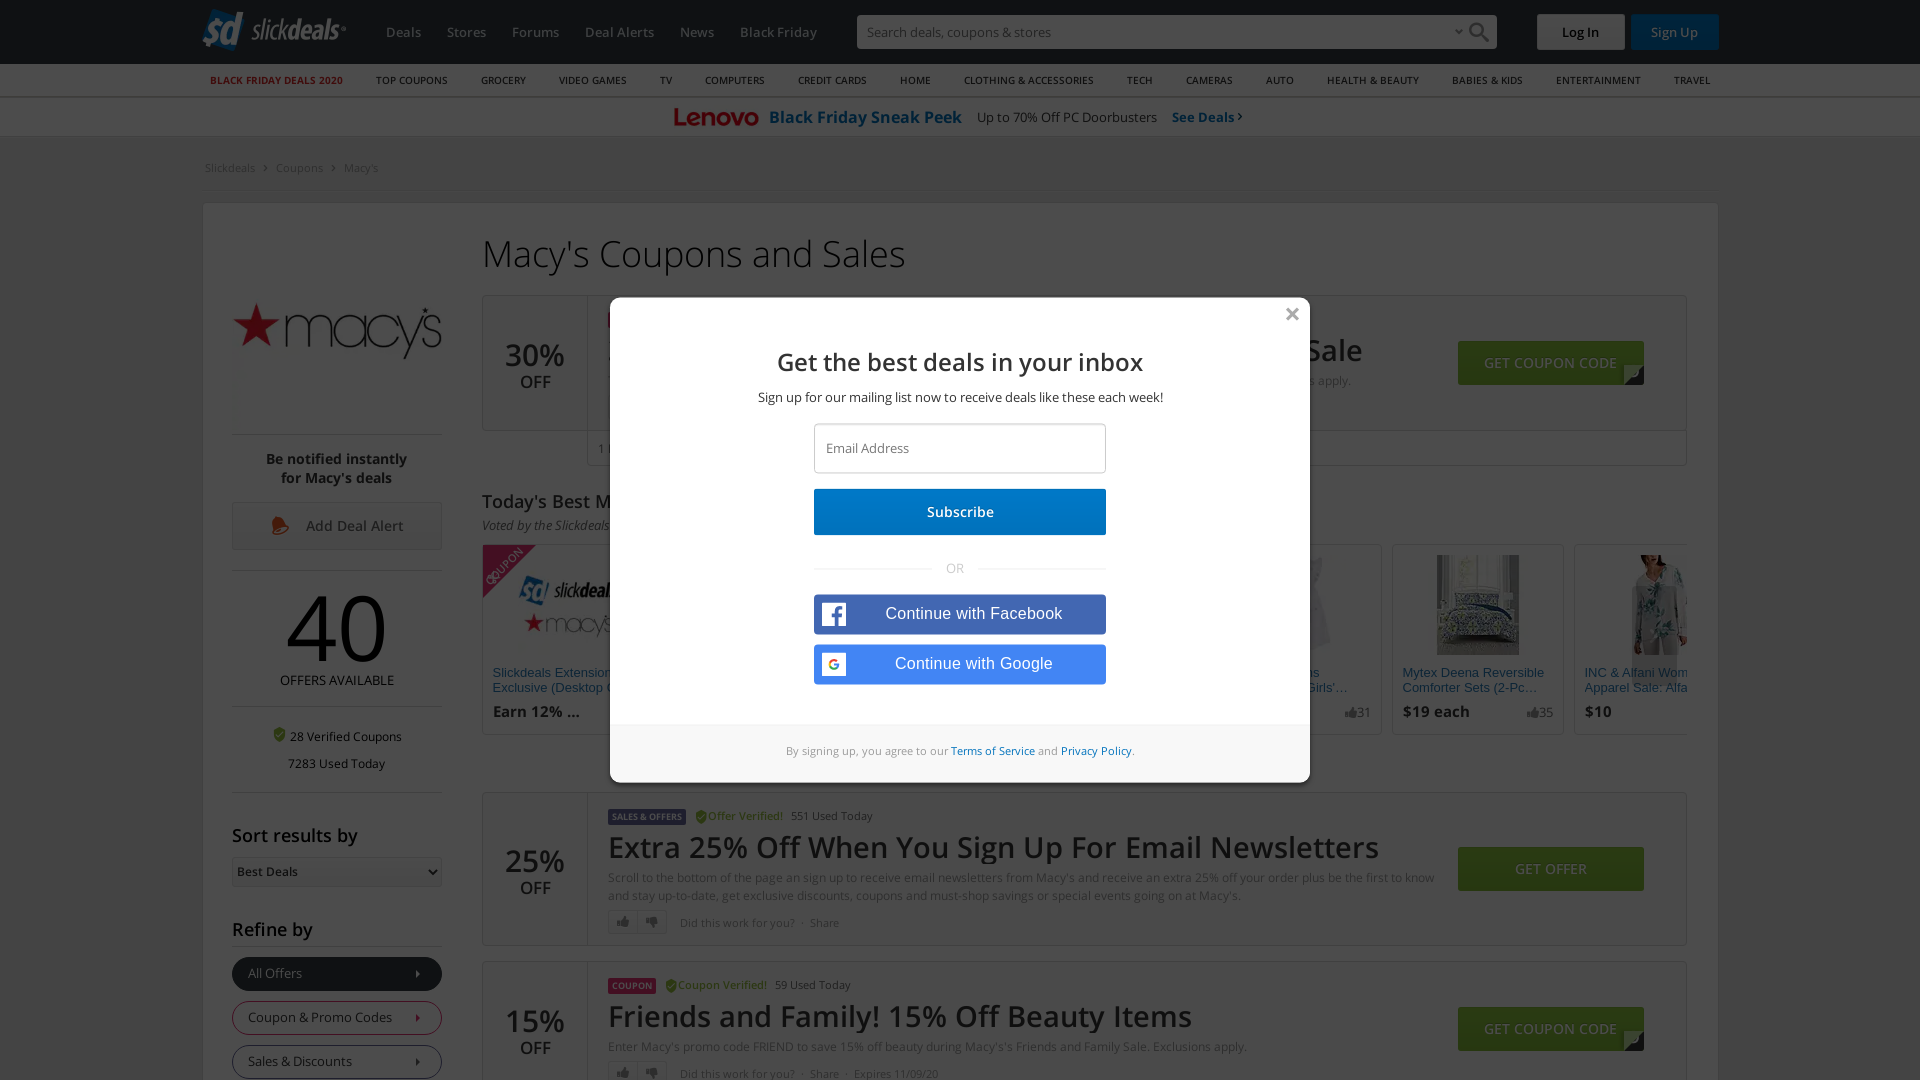 sd slickdeals
Deals Stores Forums Deal Alerts News Black Friday
Search deals, coupons & stores
Log In Sign Up
BLACK FRIDAY DEALS 2020 TOP COUPONS GROCERY VIDEO GAMES TV COMPUTERS CREDIT CARDS HOME CLOTHING & ACCESSORIES TECH CAMERAS AUTO HEALTH & BEAUTY BABIES & KIDS ENTERTAINMENT TRAVEL
Lenovo Black Friday Sneak Peek Up to 70% Off PC Doorbusters See Deals
Slickdeals Coupons Macy's
macy's
Be notified instantly
for Macy's deals
Add Deal Alert
40
OFFERS AVAILABLE
28 Verified Coupons
7283 Used Today
Sort results by
Best Deals
Refine by
All Offers
Coupon & Promo Codes
Sales & Discounts
Macy's Coupons and Sales
30%
OFF
Sale
s apply.
GET COUPON CODE
1
Today's Best M
Voted by the Slickdeals
COUPON
sd slickdeals
macy's
Slickdeals Extension
Exclusive (Desktop
Earn 12% ...
Girls'...
31
Mytex Deena Reversible
Comforter Sets (2-Pc...
$19 each
35
INC & Alfani Wom
Apparel Sale: Alfa
$10
Get the best deals in your inbox
Sign up for our mailing list now to receive deals like these each week!
Email Address
Subscribe
OR
Continue with Facebook
Continue with Google
By signing up, you agree to our Terms of Service and Privacy Policy.
25%
OFF
SALES & OFFERS Offer Verified! 551 Used Today
Extra 25% Off When You Sign Up For Email Newsletters
Scroll to the bottom of the page an sign up to receive email newsletters from Macy's and receive an extra 25% off your order plus be the first to know
and stay up-to-date, get exclusive discounts, coupons and must-shop savings or special events going on at Macy's.
Did this work for you? · Share
GET OFFER
15%
OFF
COUPON Coupon Verified! 59 Used Today
Friends and Family! 15% Off Beauty Items
Enter Macy's promo code FRIEND to save 15% off beauty during Macy's's Friends and Family Sale. Exclusions apply.
Did this work for you? · Share · Expires 11/09/20
GET COUPON CODE